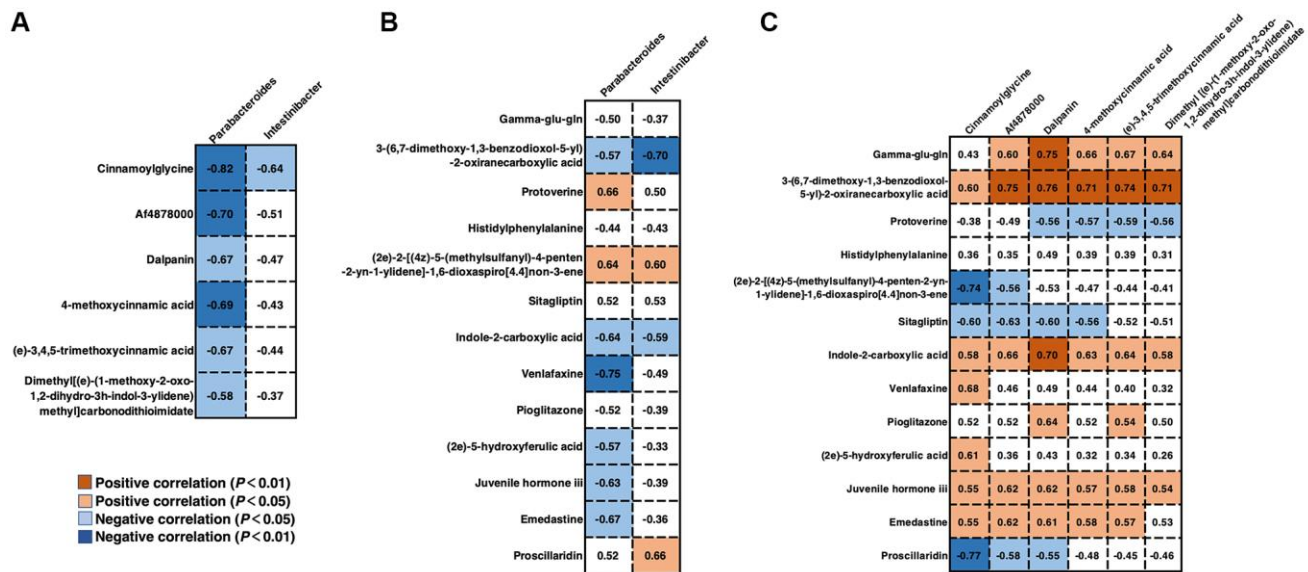 A
Parabacteroides
Intestinibacter
Cinnamoylglycine -0.82 -0.64
Af4878000 -0.70 -0.51
Dalpanin -0.67 -0.47
4-methoxycinnamic acid -0.69 -0.43
(e)-3,4,5-trimethoxycinnamic acid -0.67 -0.44
Dimethyl[(e)-(1-methoxy-2-oxo-
1,2-dihydro-3h-indol-3-ylidene)
methyl]carbonodithioimidate -0.58 -0.37
Positive correlation (P<0.01)
Positive correlation (P<0.05)
Negative correlation (P<0.05)
Negative correlation (P<0.01)
B
Parabacteroides
Intestinibacter
Gamma-glu-gln -0.50 -0.37
3-(6,7-dimethoxy-1,3-benzodioxol-5-yl)
-2-oxiranecarboxylic acid -0.57 -0.70
Protoverine 0.66 0.50
Histidylphenylalanine -0.44 -0.43
(2e)-2-[(4z)-5-(methylsulfanyl)-4-penten
-2-yn-1-ylidene]-1,6-dioxaspiro[4.4]non-3-ene 0.64 0.60
Sitagliptin 0.52 0.53
Indole-2-carboxylic acid -0.64 -0.59
Venlafaxine -0.75 -0.49
Pioglitazone -0.52 -0.39
(2e)-5-hydroxyferulic acid -0.57 -0.33
Juvenile hormone iii -0.63 -0.39
Emedastine -0.67 -0.36
Proscillaridin 0.52 0.66
C
Cinnamoylglycine
Af4878000
Dalpanin
4-methoxycinnamic acid
(e)-3,4,5-trimethoxycinnamic acid
Dimethyl [(e)-(1-methoxy-2-oxo-
1,2-dihydro-3h-indol-3-ylidene)
methyl]carbonodithioimidate
Gamma-glu-gln 0.43 0.60 0.75 0.66 0.67 0.64
3-(6,7-dimethoxy-1,3-benzodioxol-
5-yl)-2-oxiranecarboxylic acid 0.60 0.75 0.76 0.71 0.74 0.71
Protoverine -0.38 -0.49 -0.56 -0.57 -0.59 -0.56
Histidylphenylalanine 0.36 0.35 0.49 0.39 0.39 0.31
(2e)-2-[(4z)-5-(methylsulfanyl)-4-penten-2-yn-
1-ylidene]-1,6-dioxaspiro[4.4]non-3-ene -0.74 -0.56 -0.53 -0.47 -0.44 -0.41
Sitagliptin -0.60 -0.63 -0.60 -0.56 -0.52 -0.51
Indole-2-carboxylic acid 0.58 0.66 0.70 0.63 0.64 0.58
Venlafaxine 0.68 0.46 0.49 0.44 0.40 0.32
Pioglitazone 0.52 0.52 0.64 0.52 0.54 0.50
(2e)-5-hydroxyferulic acid 0.61 0.36 0.43 0.32 0.34 0.26
Juvenile hormone iii 0.55 0.62 0.62 0.57 0.58 0.54
Emedastine 0.55 0.62 0.61 0.58 0.57 0.53
Proscillaridin -0.77 -0.58 -0.55 -0.48 -0.45 -0.46